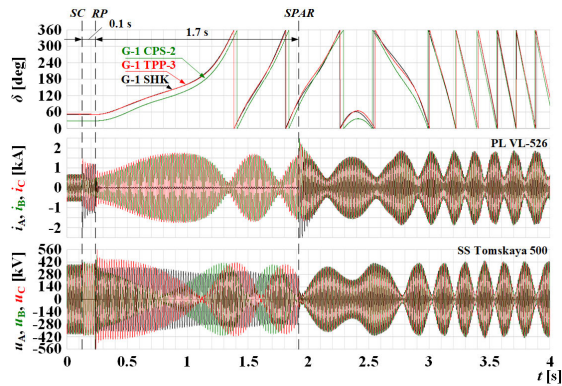 SC RP SPAR
0.1 s
1.7 s
360
300
240
180
120
60
0
δ [deg]
G-1 CPS-2
G-1 TPP-3
G-1 SHK
PL VL-526
2
1
0
-1
-2
iA, iB, iC [kA]
SS Tomskaya 500
560
420
280
140
0
-140
-280
-420
-560
uA, uB, uC [kV]
0 0.5 1 1.5 2 2.5 3 3.5 4
t [s]